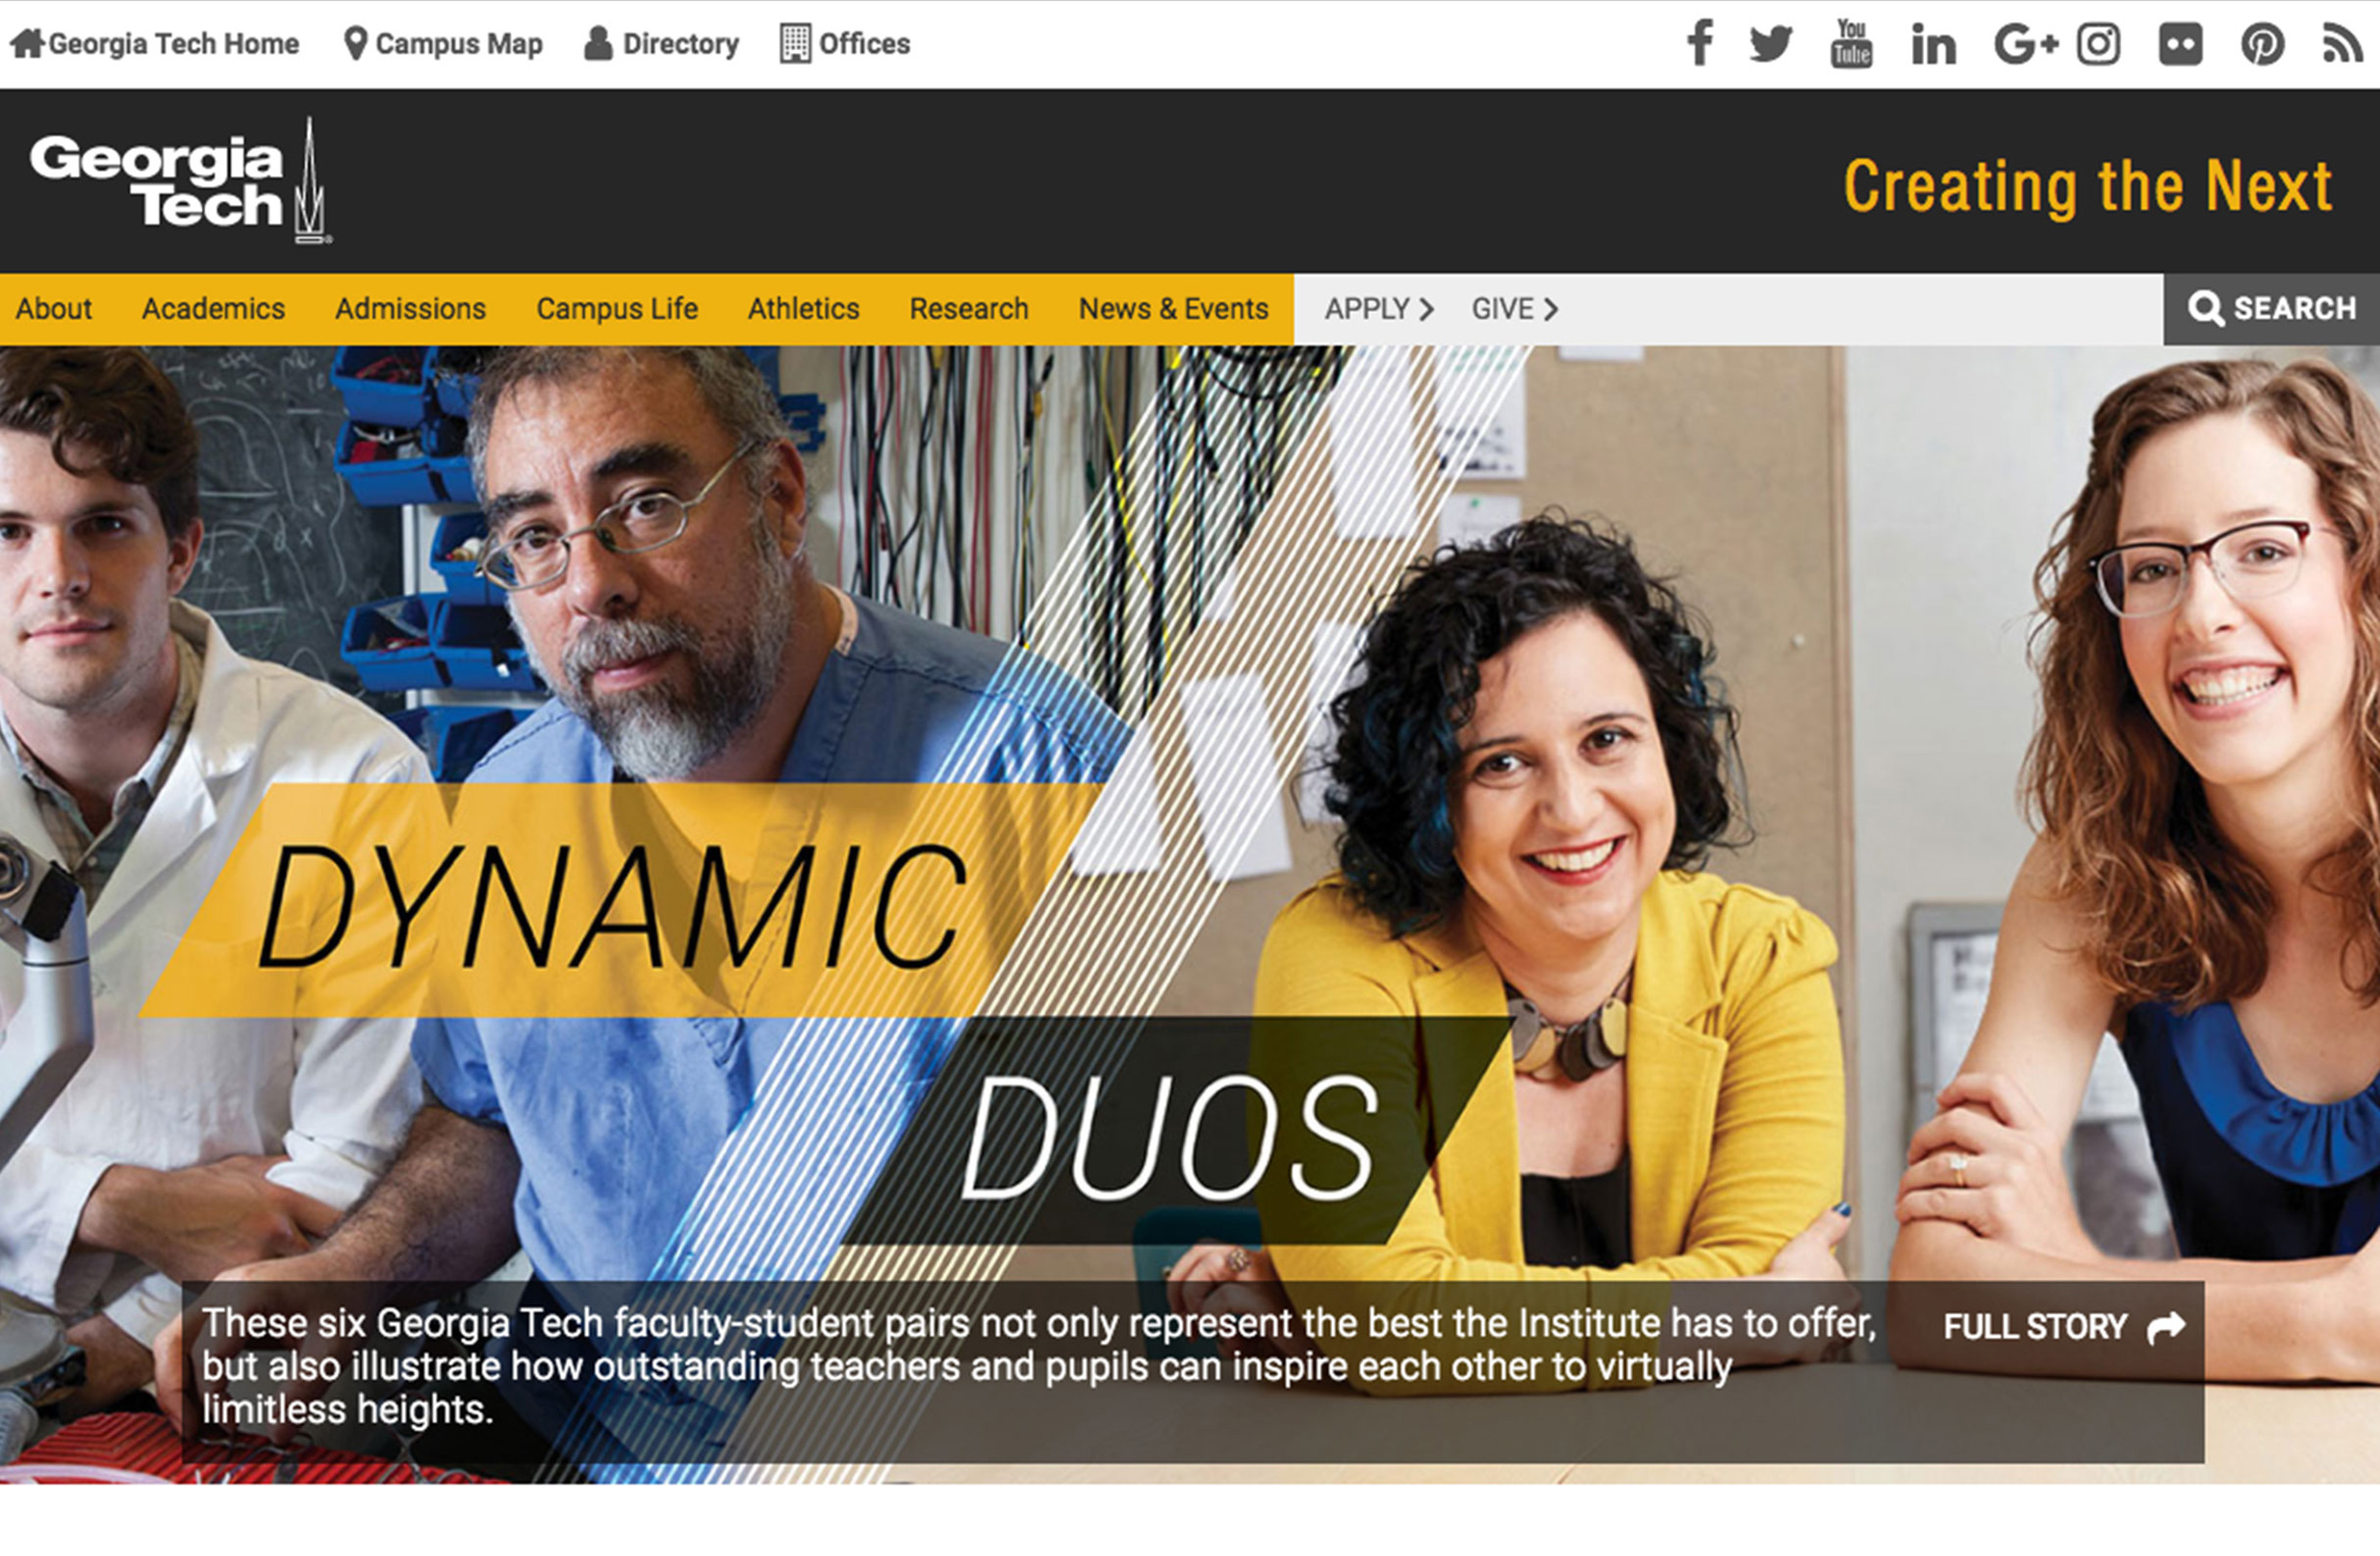 Georgia Tech Home Campus Map Directory Offices
You
Tube
Georgia
Tech
Creating the Next
About Academics Admissions Campus Life Athletics Research News & Events APPLY GIVE SEARCH
DYNAMIC
DUOS
These six Georgia Tech faculty-student pairs not only represent the best the Institute has to offer,
but also illustrate how outstanding teachers and pupils can inspire each other to virtually
limitless heights.
FULL STORY